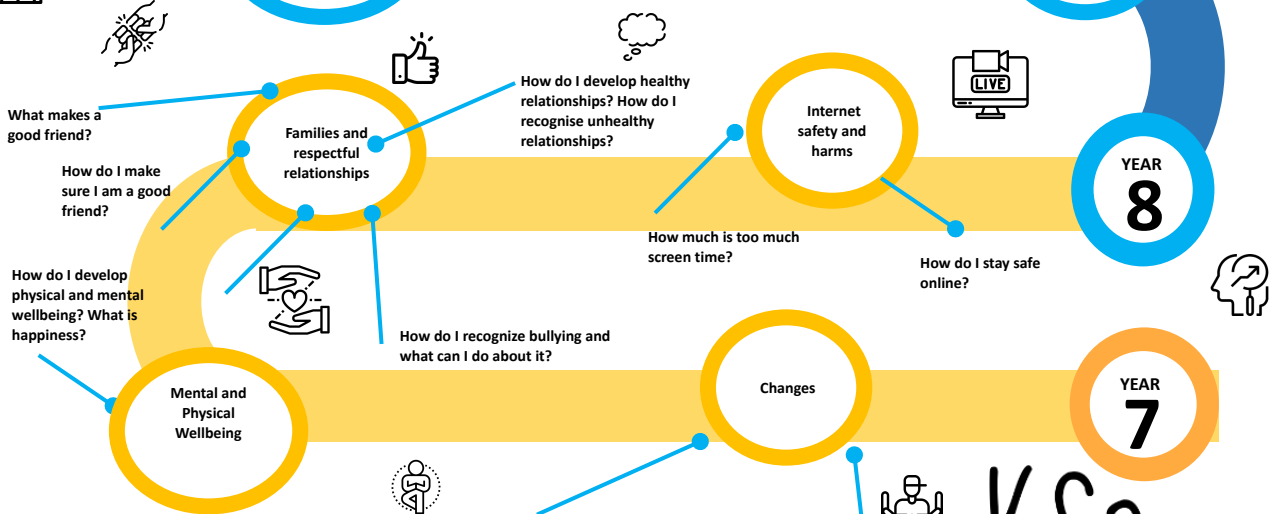 What makes a
good friend?
Families and
respectful
relationships
How do I develop healthy
relationships? How do I
recognise unhealthy
relationships?
Internet
safety and
harms
LIVE
YEAR
8
How do I make
sure I am a good
friend?
How much is too much
screen time?
How do I stay safe
online?
How do I develop
physical and mental
wellbeing? What is
happiness?
How do I recognize bullying and
what can I do about it?
Mental and
Physical
Wellbeing
Changes
YEAR
7